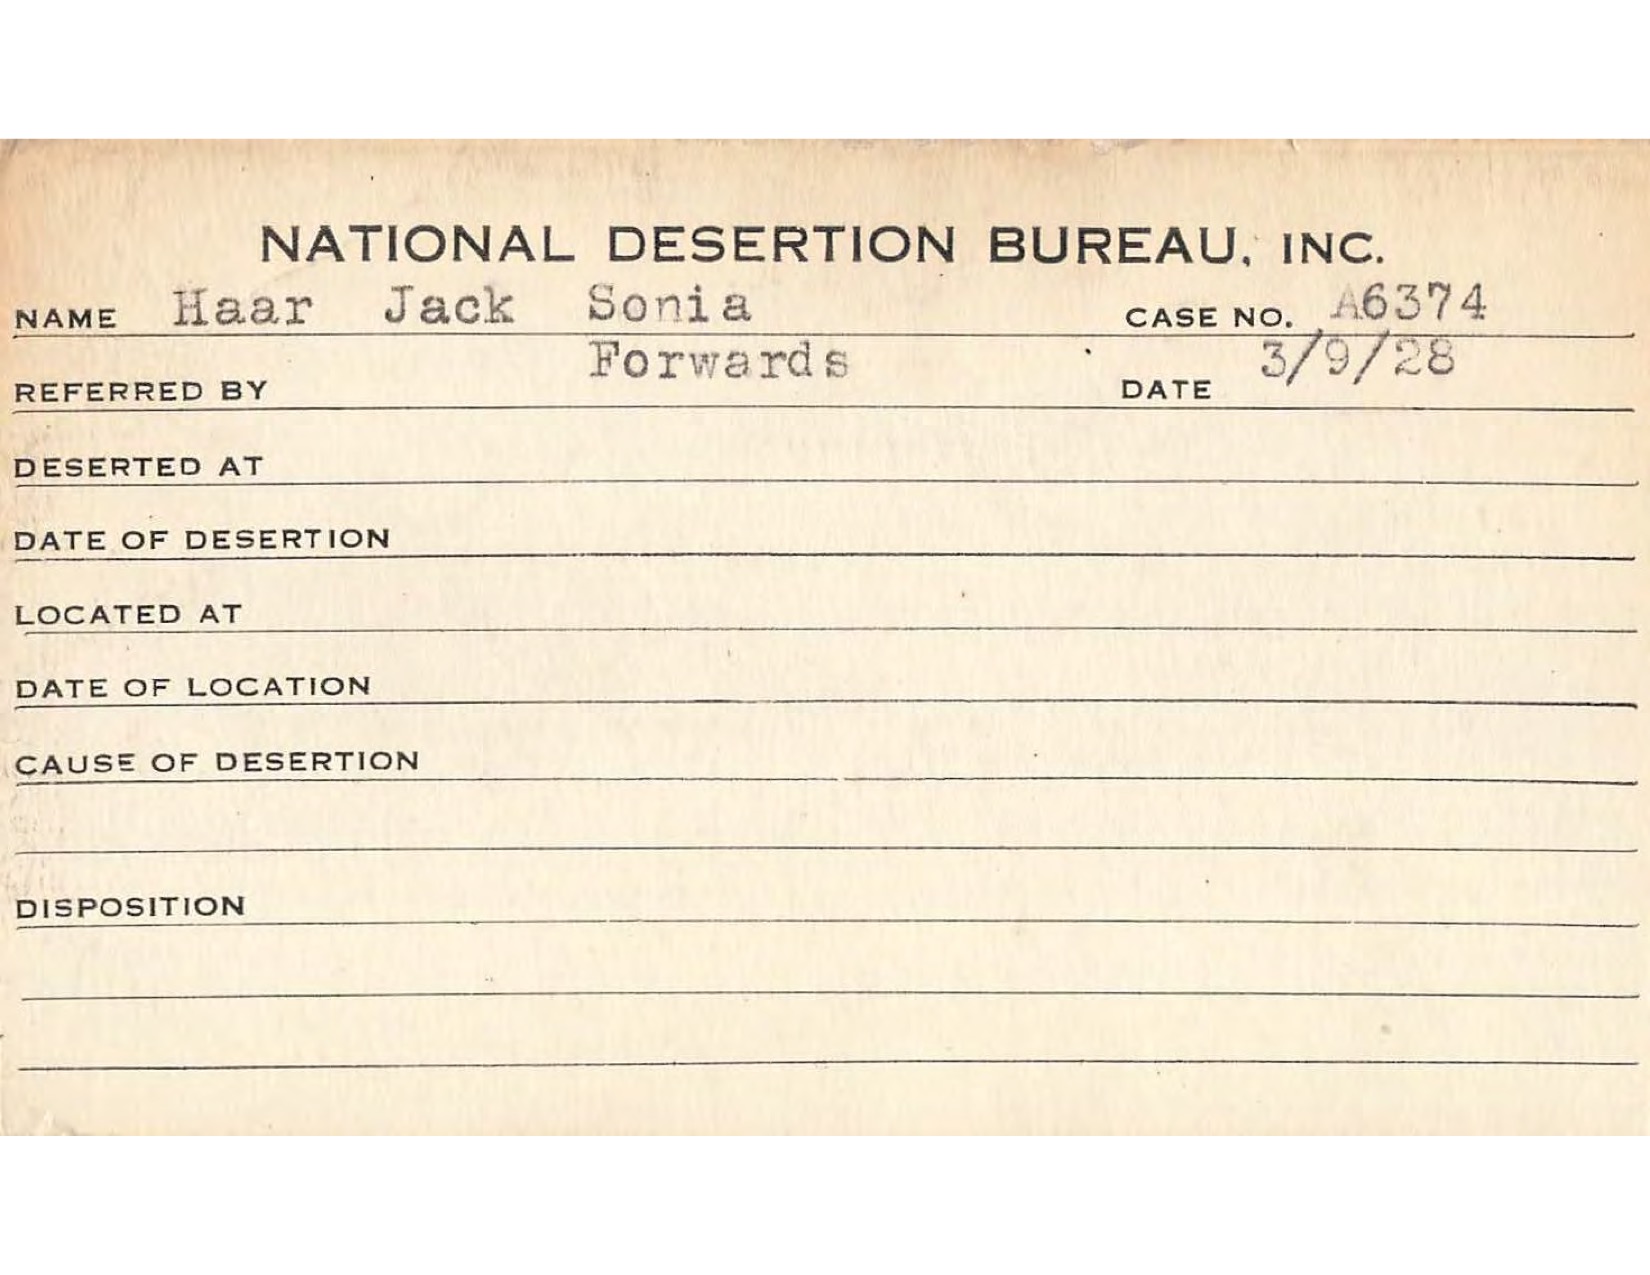 NATIONAL DESERTION BUREAU, INC.
NAME Haar Jack Sonia CASE NO. A6374
REFERRED BY Forwards DATE 3/9/28
DESERTED AT
DATE OF DESERTION
LOCATED AT
DATE OF LOCATION
CAUSE OF DESERTION
DISPOSITION